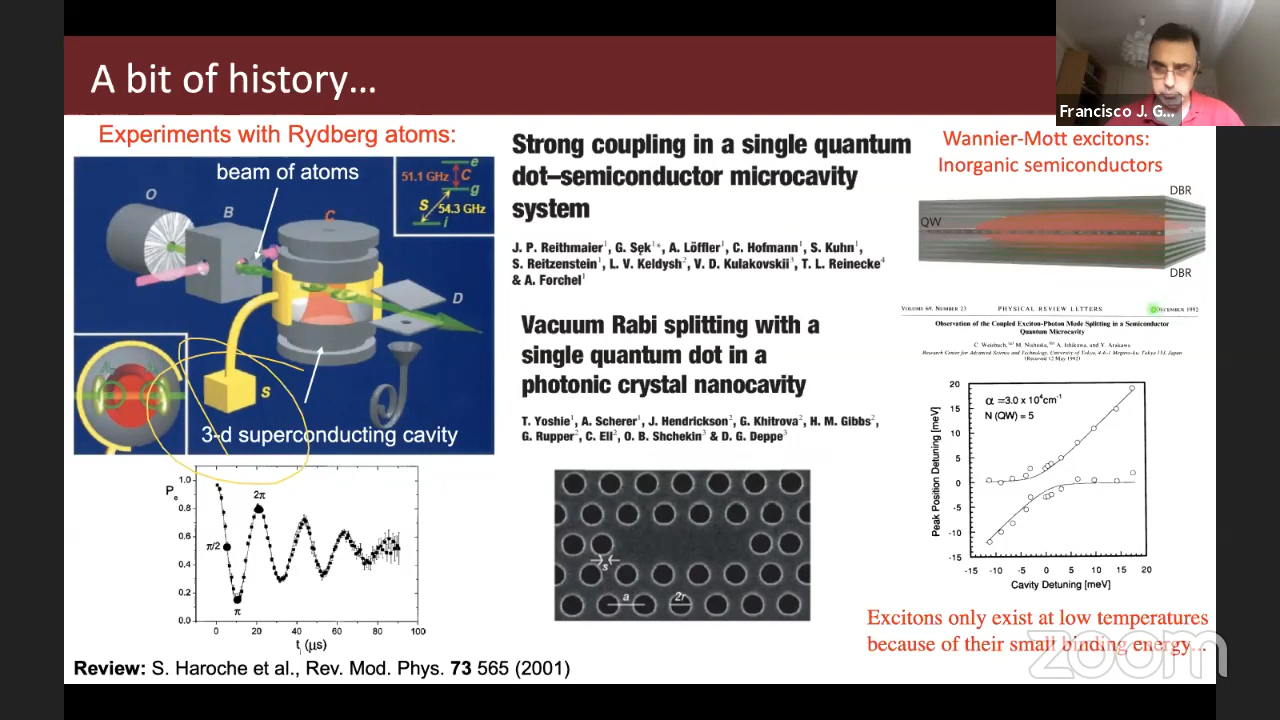 A bit of history…
Francisco J. G...
Experiments with Rydberg atoms:
beam of atoms
O
B
C
D
S
51.1 GHz
C
e
g
S
54.3 GHz
i
3-d superconducting cavity
Strong coupling in a single quantum
dot–semiconductor microcavity
system
J. P. Reithmaier¹, G. Sęk¹*, A. Löffler¹, C. Hofmann¹, S. Kuhn¹,
S. Reitzenstein¹, L. V. Keldysh², V. D. Kulakovskii³, T. L. Reinecke⁴
& A. Forchel¹
Vacuum Rabi splitting with a
single quantum dot in a
photonic crystal nanocavity
T. Yoshie¹, A. Scherer¹, J. Hendrickson², G. Khitrova², H. M. Gibbs²,
G. Rupper², C. Ell², O. B. Shchekin³ & D. G. Deppe³
s
a
2r
Wannier-Mott excitons:
Inorganic semiconductors
DBR
QW
DBR
VOLUME 69, NUMBER 23 PHYSICAL REVIEW LETTERS DECEMBER 1992
Observation of the Coupled Exciton-Photon Mode Splitting in a Semiconductor
Quantum Microcavity
C. Weisbuch, M. Nishioka, A. Ishikawa, and Y. Arakawa
Research Center for Advanced Science and Technology, University of Tokyo, 4-6-1 Meguro-ku, Tokyo 153, Japan
(Received 12 May 1992)
α =3.0 x 10⁴cm⁻¹
N (QW) = 5
Peak Position Detuning [meV]
20
15
10
5
0
-5
-10
-15
-15 -10 -5 0 5 10 15 20
Cavity Detuning [meV]
Pe
1.0
0.8
0.6
0.4
0.2
0.0
π/2
π
2π
0 20 40 60 80 100
ti (μs)
Excitons only exist at low temperatures
because of their small binding energy...
zoom
Review: S. Haroche et al., Rev. Mod. Phys. 73 565 (2001)